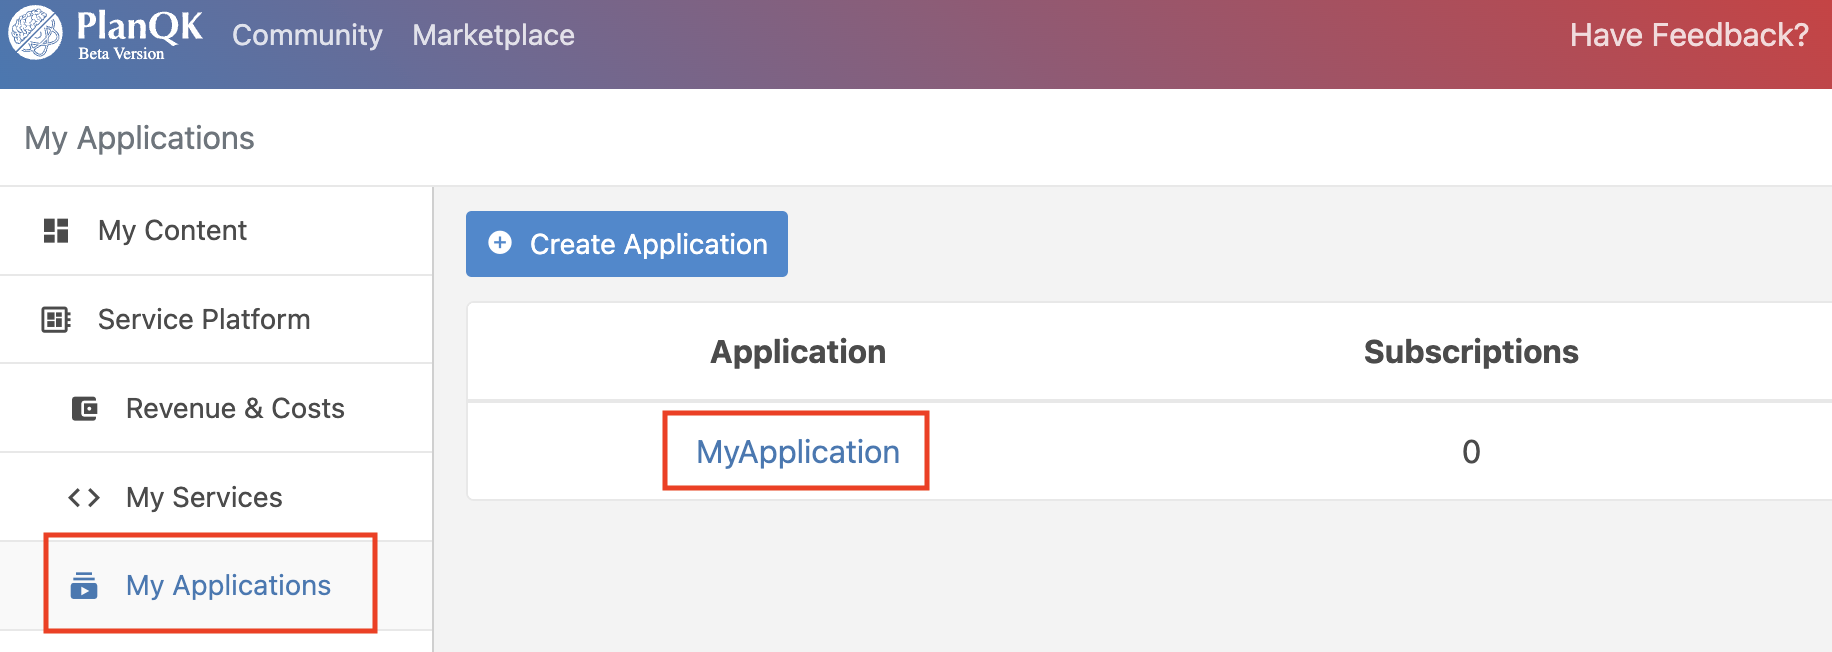 PlanQK
Beta Version
Community
Marketplace
Have Feedback?
My Applications
My Content
Service Platform
Revenue & Costs
My Services
My Applications
Create Application
Application Subscriptions
MyApplication 0